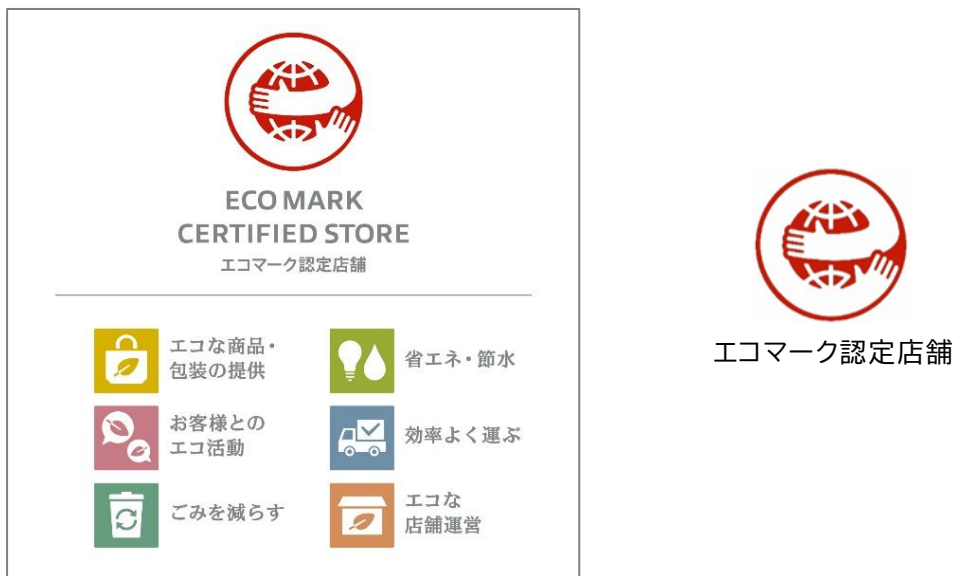 ECO MARK
CERTIFIED STORE
エコマーク認定店舗
エコな商品・
包装の提供
省エネ・節水
お客様との
エコ活動
効率よく運ぶ
ごみを減らす
エコな
店舗運営
エコマーク認定店舗